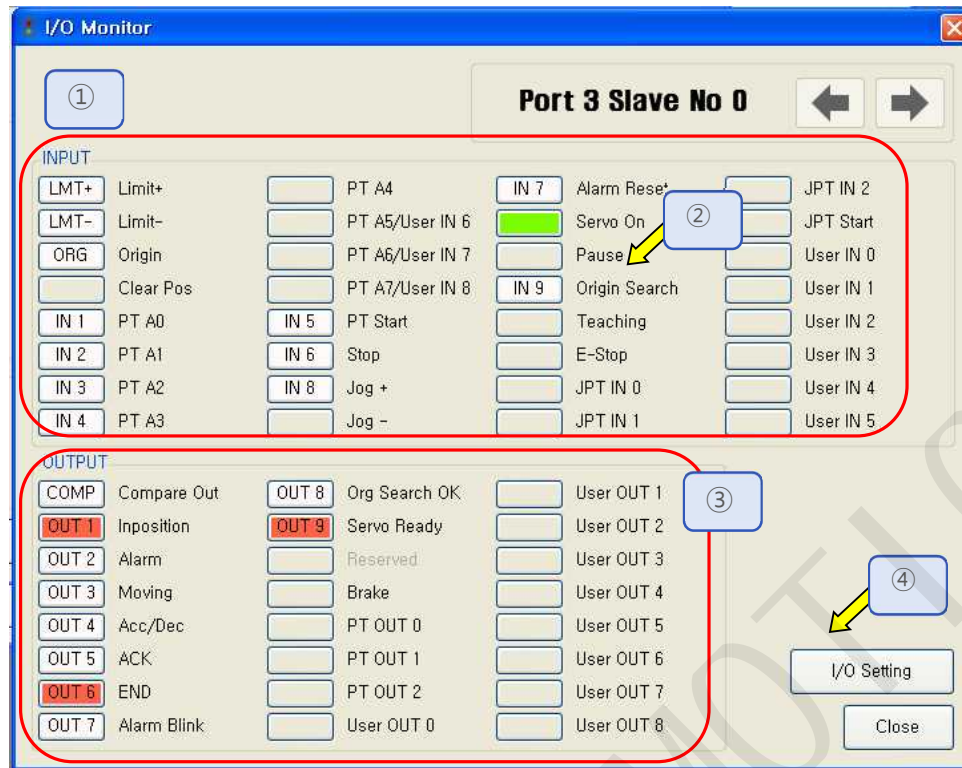 I/O Monitor
①
Port 3 Slave No 0
INPUT
LMT+ Limit+ PT A4 IN 7 Alarm Reset JPT IN 2
LMT- Limit- PT A5/User IN 6 Servo On ② JPT Start
ORG Origin PT A6/User IN 7 Pause User IN 0
Clear Pos PT A7/User IN 8 IN 9 Origin Search User IN 1
IN 1 PT A0 IN 5 PT Start Teaching User IN 2
IN 2 PT A1 IN 6 Stop E-Stop User IN 3
IN 3 PT A2 IN 8 Jog + JPT IN 0 User IN 4
IN 4 PT A3 Jog - JPT IN 1 User IN 5
OUTPUT
COMP Compare Out OUT 8 Org Search OK User OUT 1 ③
OUT 1 Inposition OUT 9 Servo Ready User OUT 2
OUT 2 Alarm Reserved User OUT 3
OUT 3 Moving Brake User OUT 4 ④
OUT 4 Acc/Dec PT OUT 0 User OUT 5
OUT 5 ACK PT OUT 1 User OUT 6 I/O Setting
OUT 6 END PT OUT 2 User OUT 7
OUT 7 Alarm Blink User OUT 0 User OUT 8 Close